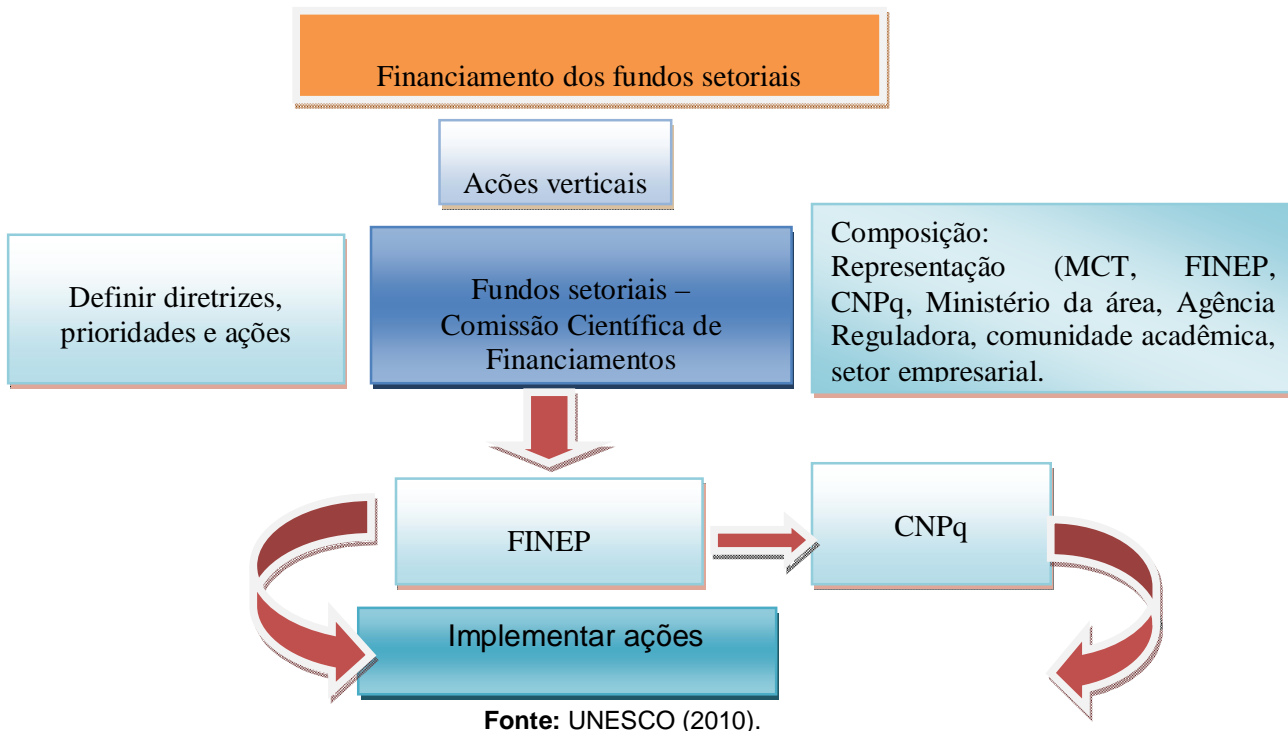 Financiamento dos fundos setoriais
Ações verticais
Definir diretrizes,
prioridades e ações
Fundos setoriais –
Comissão Científica de
Financiamentos
Composição:
Representação (MCT, FINEP,
CNPq, Ministério da área, Agência
Reguladora, comunidade acadêmica,
setor empresarial.
FINEP
CNPq
Implementar ações
Fonte: UNESCO (2010).